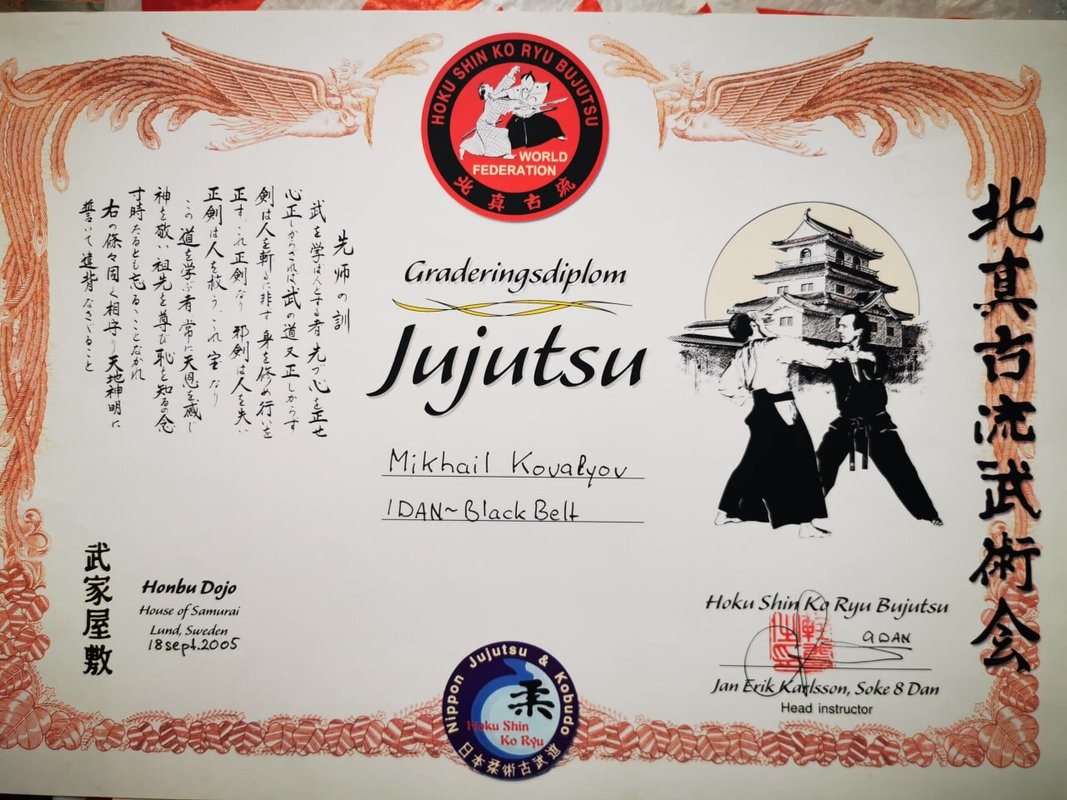 HOKU SHIN KO RYU BUJUTSU
WORLD
FEDERATION
北真古流
北真古流武術会
Graderingsdiplom
Jujutsu
Mikhail Kovalyov
1DAN~Black Belt
先师の訓
武を学ばんとする者 先づ心を正せ
心正しからざれば武の道又正しからず
剣は人を斬るに非ず 身を修め行いを
正す これ正剣なり 邪剣は人を失い
正剣は人を救う これ宝なり
この道を学ぶ者 常に天恩を感じ
神を敬い 祖先を尊び 恥を知るの念
寸時たるとも忘るることなかれ
右の條々固く相守り天地神明に
誓いて違背なさざること
武家屋敷
Honbu Dojo
House of Samurai
Lund, Sweden
18 sept. 2005
Nippon Jujutsu & Kobudo
柔
Hoku Shin
Ko Ryu
日本柔術古武道
Hoku Shin Ko Ryu Bujutsu
9DAN
Jan Erik Karlsson, Soke 8 Dan
Head instructor